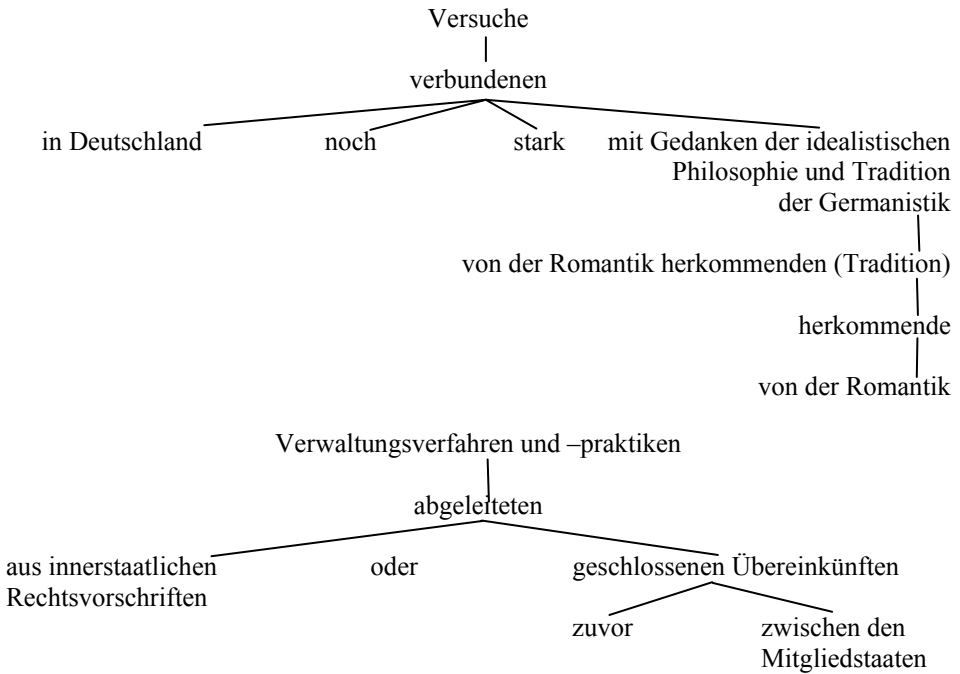 Versuche
verbundenen
in Deutschland noch stark mit Gedanken der idealistischen
Philosophie und Tradition
der Germanistik
von der Romantik herkommenden (Tradition)
herkommende
von der Romantik
Verwaltungsverfahren und –praktiken
abgeleiteten
aus innerstaatlichen oder geschlossenen Übereinkünften
Rechtsvorschriften
zuvor zwischen den
Mitgliedstaaten